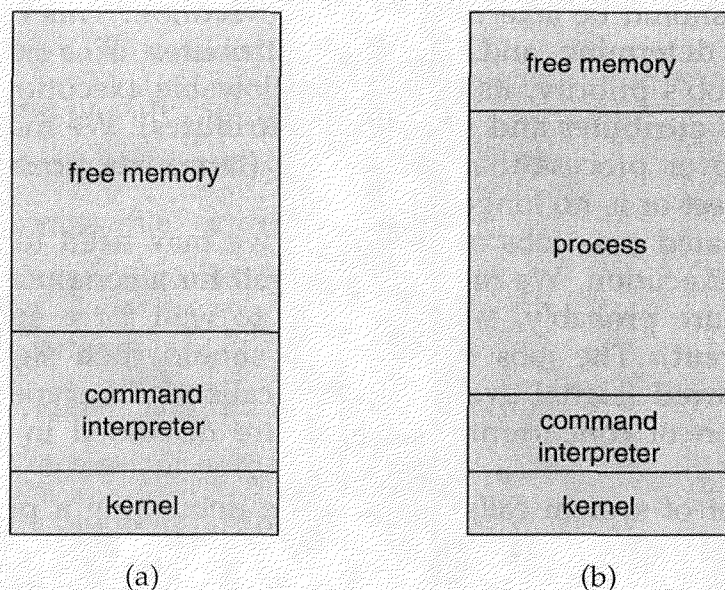 free memory
command
interpreter
kernel
(a)
free memory
process
command
interpreter
kernel
(b)